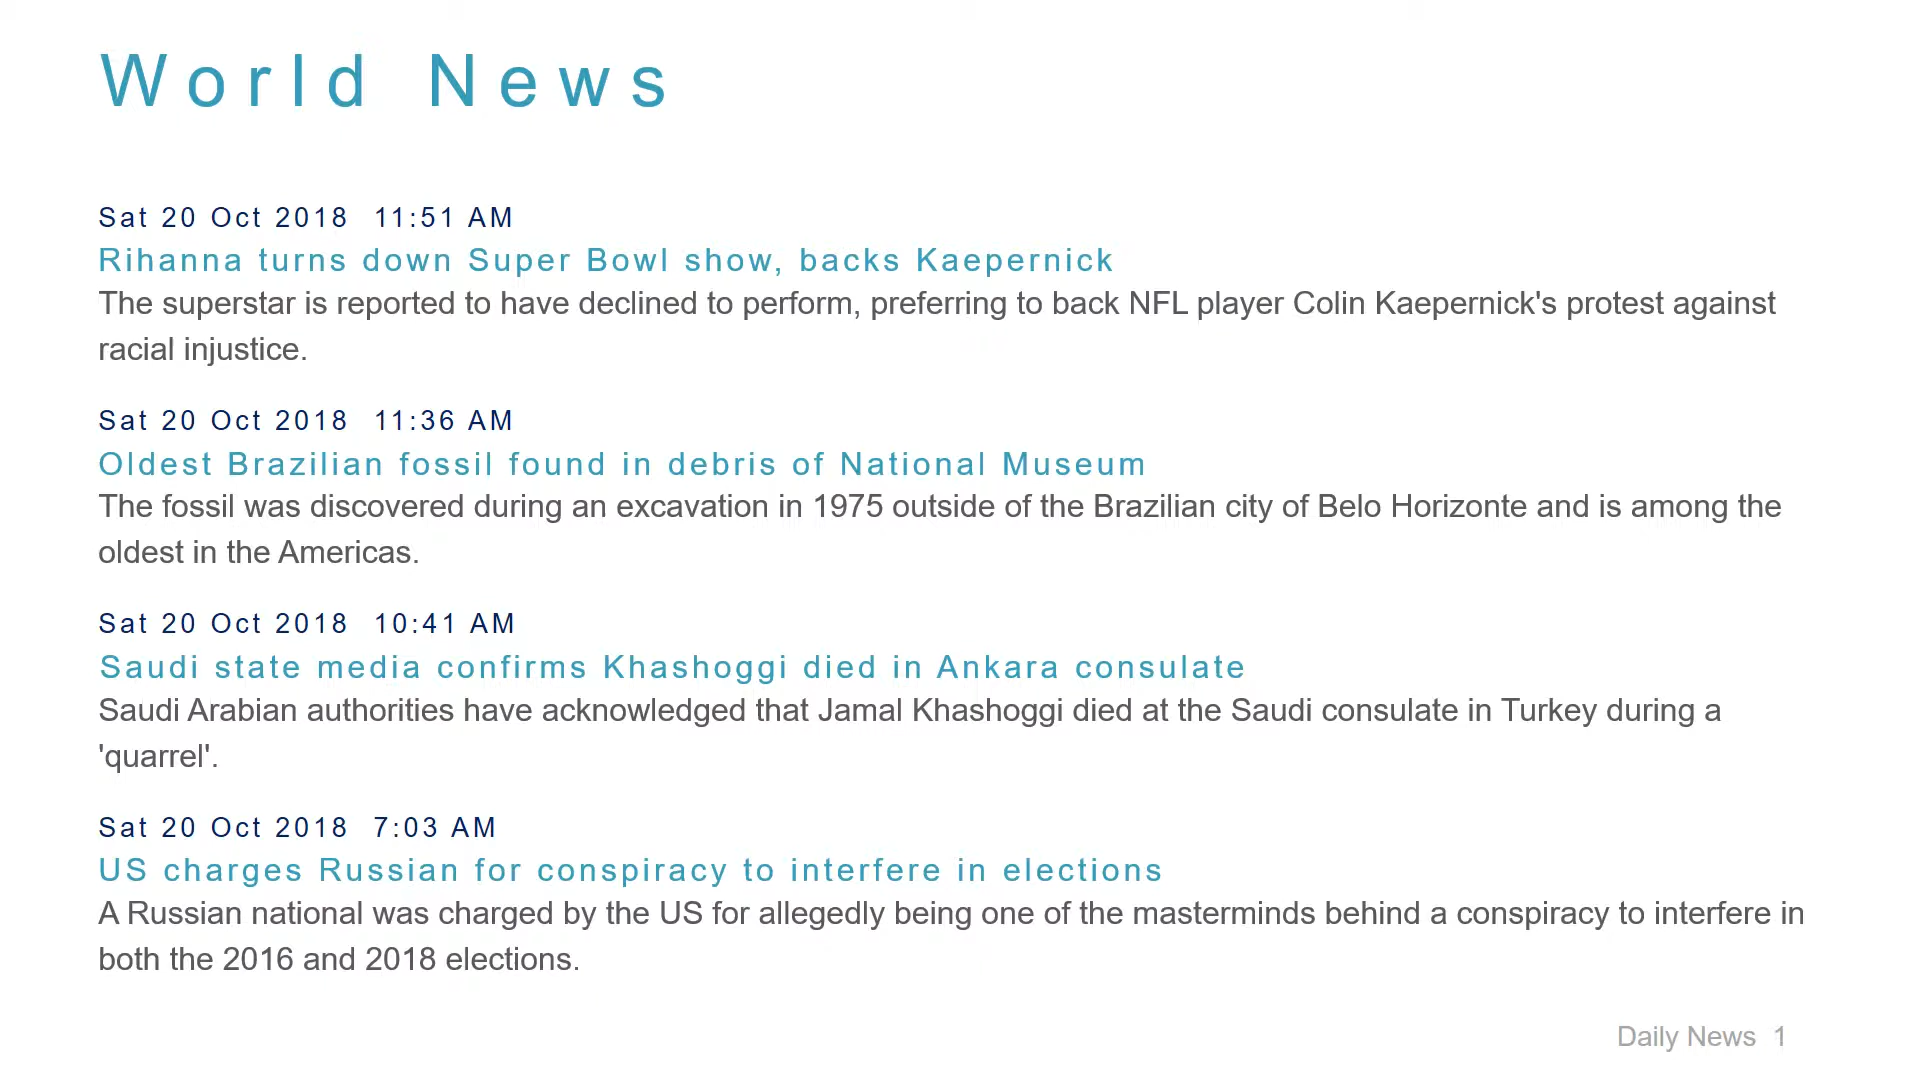 World News
Sat 20 Oct 2018 11:51 AM
Rihanna turns down Super Bowl show, backs Kaepernick
The superstar is reported to have declined to perform, preferring to back NFL player Colin Kaepernick's protest against
racial injustice.
Sat 20 Oct 2018 11:36 AM
Oldest Brazilian fossil found in debris of National Museum
The fossil was discovered during an excavation in 1975 outside of the Brazilian city of Belo Horizonte and is among the
oldest in the Americas.
Sat 20 Oct 2018 10:41 AM
Saudi state media confirms Khashoggi died in Ankara consulate
Saudi Arabian authorities have acknowledged that Jamal Khashoggi died at the Saudi consulate in Turkey during a
'quarrel'.
Sat 20 Oct 2018 7:03 AM
US charges Russian for conspiracy to interfere in elections
A Russian national was charged by the US for allegedly being one of the masterminds behind a conspiracy to interfere in
both the 2016 and 2018 elections.
Daily News 1